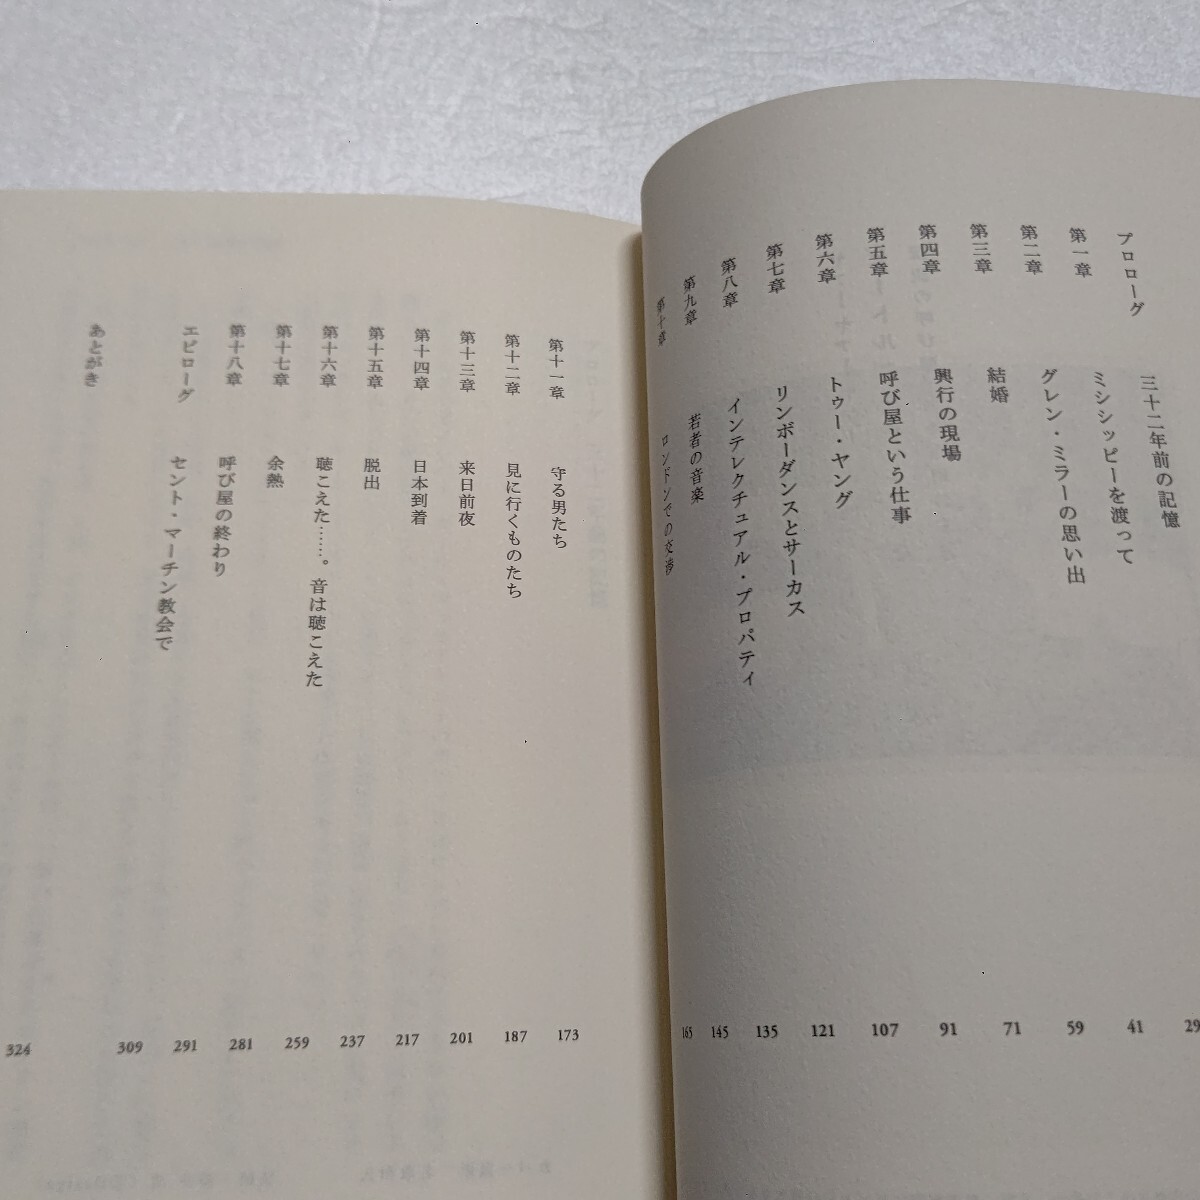 プロローグ 三十二年前の記憶
第一章 ミシシッピーを渡って 29
第二章 グレン・ミラーの思い出 41
第三章 結婚 59
第四章 興行の現場 71
第五章 呼び屋という仕事 91
第六章 トゥー・ヤング 107
第七章 リンボーダンスとサーカス 121
第八章 インテレクチュアル・プロパティ 135
第九章 若者の音楽 145
第十章 ロンドンでの交渉 165
第十一章 守る男たち 173
第十二章 見に行くものたち 187
第十三章 来日前夜 201
第十四章 日本到着 217
第十五章 脱出 237
第十六章 聴こえた……。音は聴こえた 259
第十七章 余熱 281
第十八章 呼び屋の終わり 291
エピローグ セント・マーチン教会で 309
あとがき 324